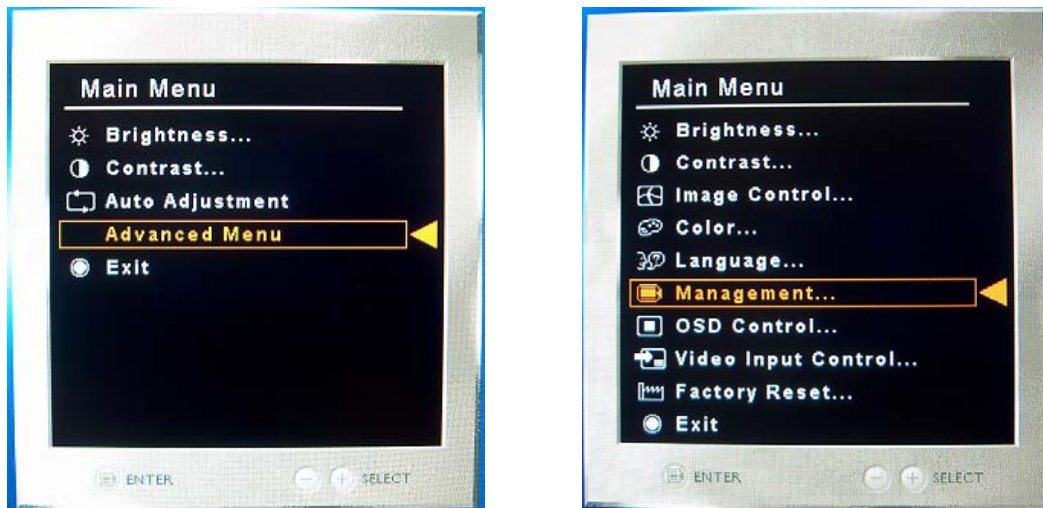 Main Menu
Brightness...
Contrast...
Auto Adjustment
Advanced Menu
Exit
ENTER
- + SELECT
Main Menu
Brightness...
Contrast...
Image Control...
Color...
Language...
Management...
OSD Control...
Video Input Control...
Factory Reset...
Exit
ENTER
- + SELECT